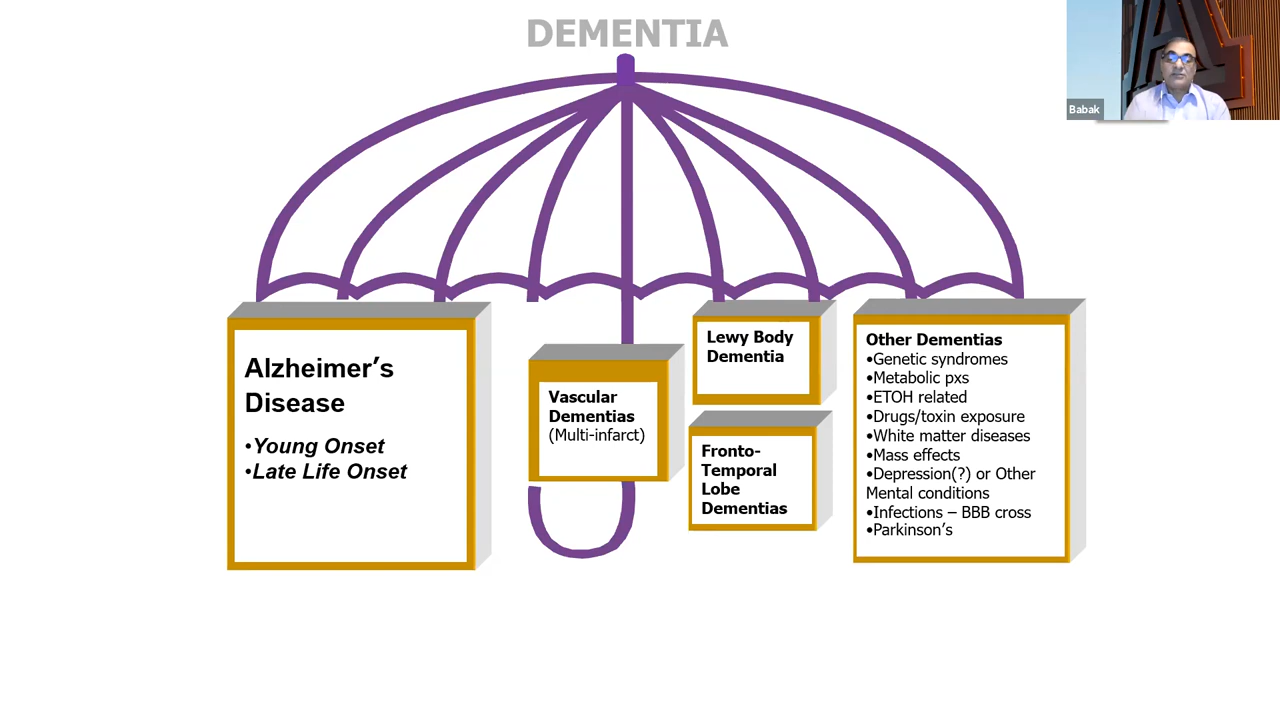 DEMENTIA
Babak
Alzheimer’s
Disease
•Young Onset
•Late Life Onset
Vascular
Dementias
(Multi-infarct)
Lewy Body
Dementia
Fronto-
Temporal
Lobe
Dementias
Other Dementias
•Genetic syndromes
•Metabolic pxs
•ETOH related
•Drugs/toxin exposure
•White matter diseases
•Mass effects
•Depression(?) or Other
Mental conditions
•Infections – BBB cross
•Parkinson’s